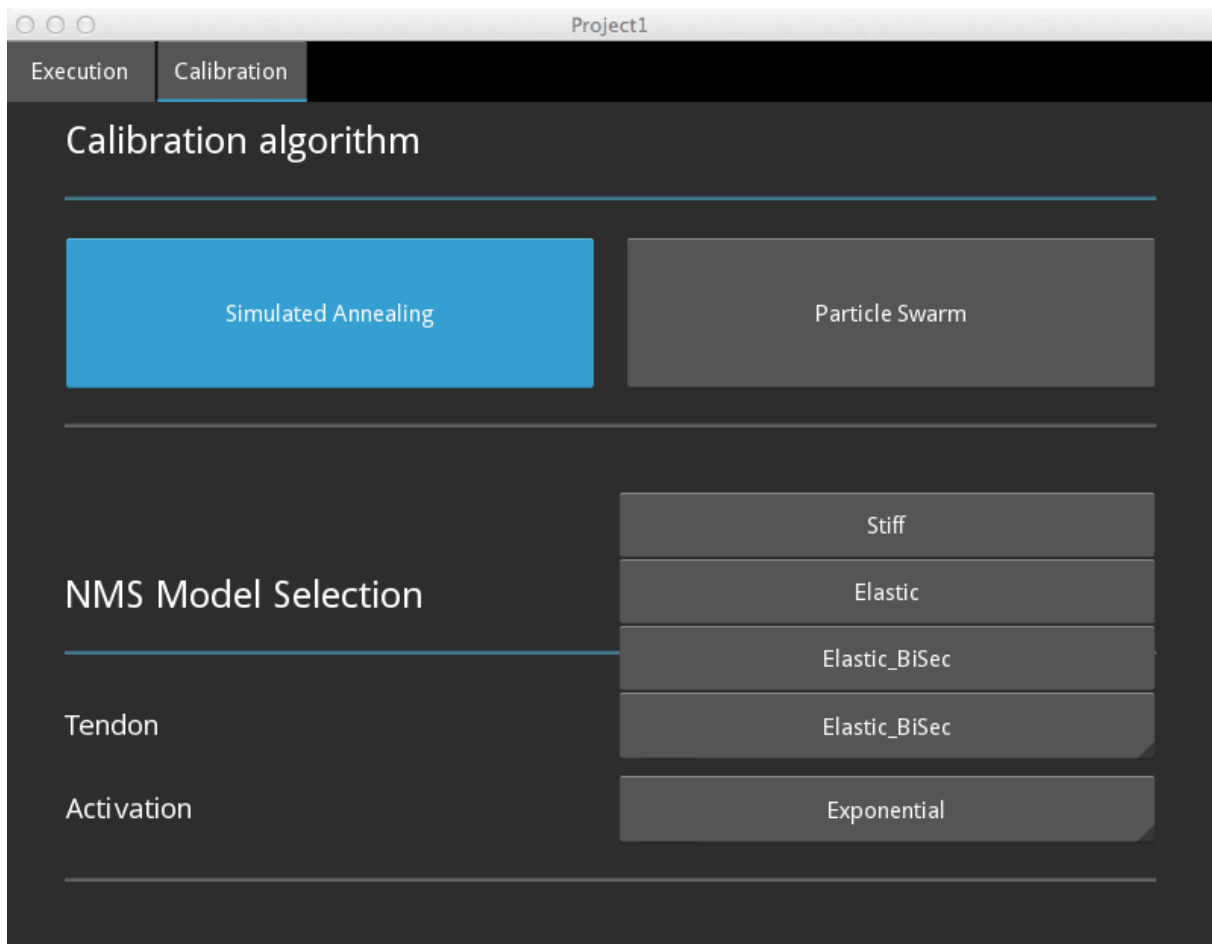 Project1
Execution Calibration
Calibration algorithm
Simulated Annealing Particle Swarm
Stiff
NMS Model Selection Elastic
Elastic_BiSec
Tendon Elastic_BiSec
Activation Exponential